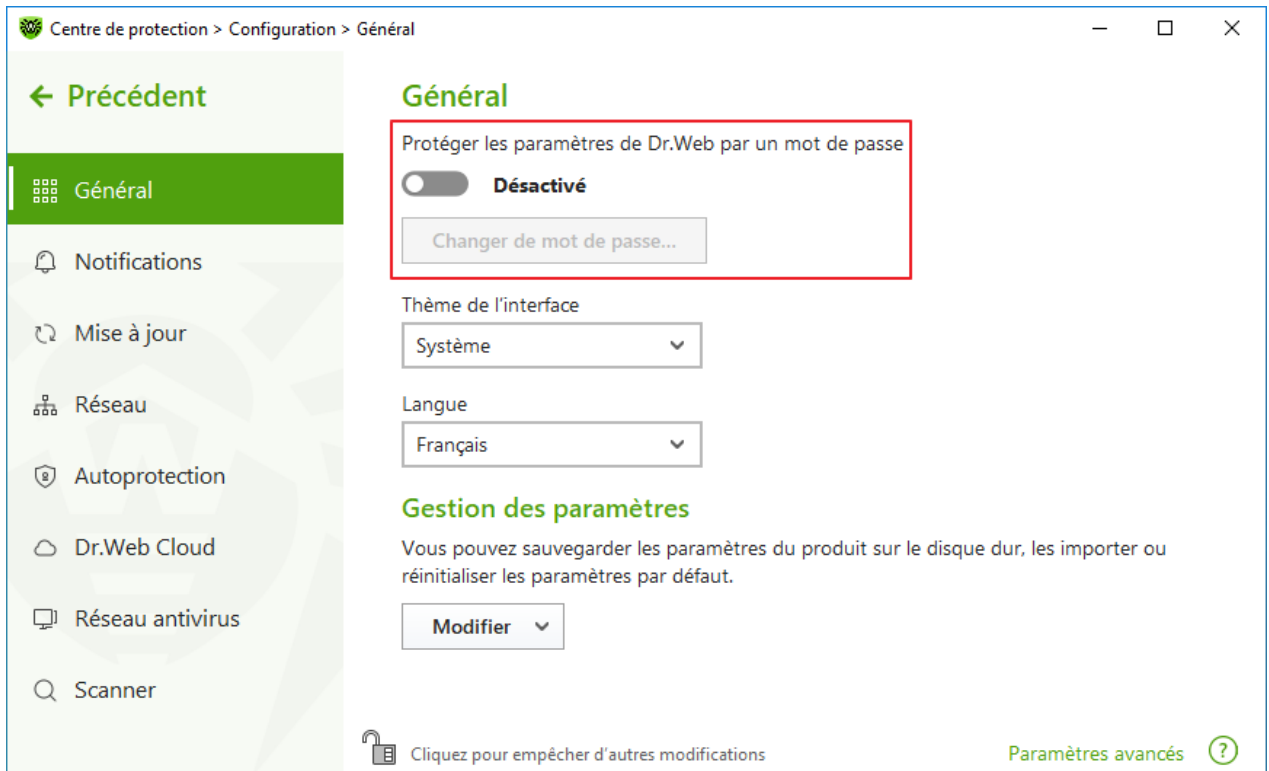 Centre de protection > Configuration > Général
Précédent
Général
Notifications
Mise à jour
Réseau
Autoprotection
Dr.Web Cloud
Réseau antivirus
Scanner
Général
Protéger les paramètres de Dr.Web par un mot de passe
Désactivé
Changer de mot de passe...
Thème de l'interface
Système
Langue
Français
Gestion des paramètres
Vous pouvez sauvegarder les paramètres du produit sur le disque dur, les importer ou
réinitialiser les paramètres par défaut.
Modifier
Cliquez pour empêcher d'autres modifications
Paramètres avancés ?